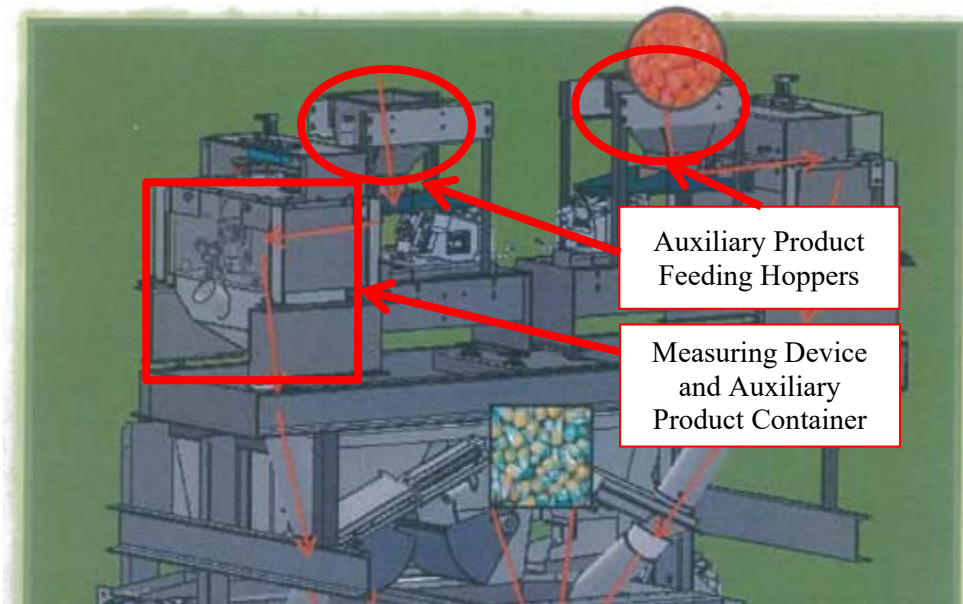 Auxiliary Product
Feeding Hoppers
Measuring Device
and Auxiliary
Product Container